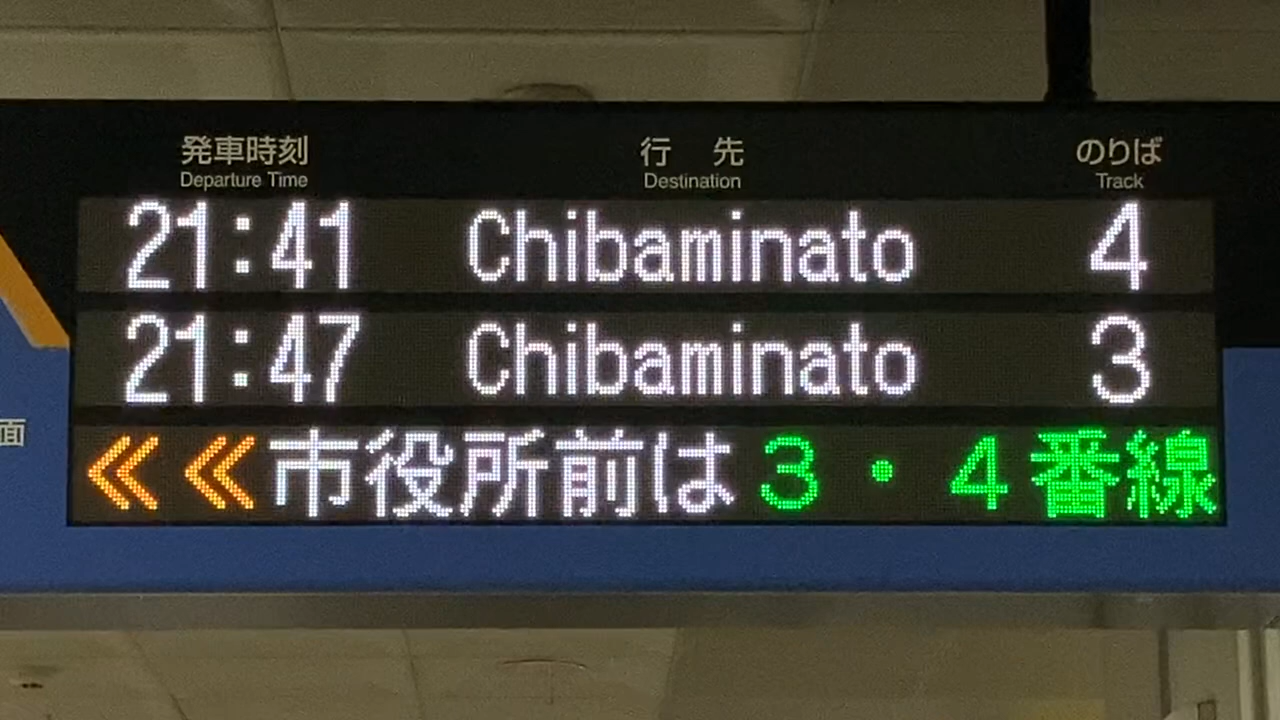 発車時刻 行 先 のりば
Departure Time Destination Track
21:41 Chibaminato 4
21:47 Chibaminato 3
面
≪≪市役所前は3・4番線